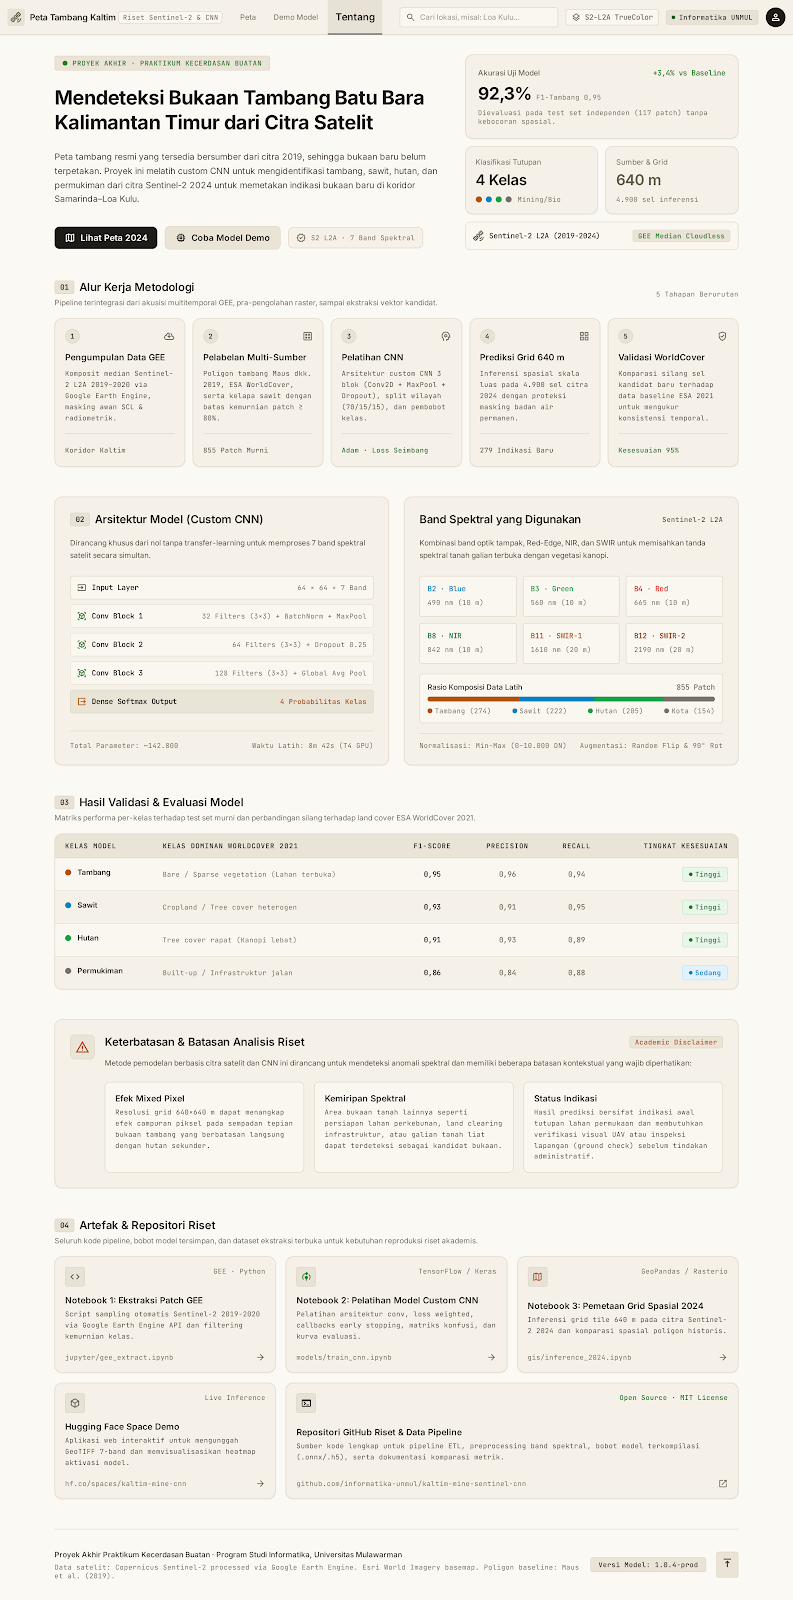 Peta Tambang Kaltim
Riset Sentinel-2 & CNN
Peta
Demo Model
Tentang
Cari lokasi, misal: Loa Kulu...
S2-L2A TrueColor
Informatika UNMUL
PROYEK AKHIR · PRAKTIKUM KECERDASAN BUATAN
Mendeteksi Bukaan Tambang Batu Bara
Kalimantan Timur dari Citra Satelit
Peta tambang resmi yang tersedia bersumber dari citra 2019, sehingga bukaan baru belum
terpetakan. Proyek ini melatih custom CNN untuk mengidentifikasi tambang, sawit, hutan, dan
permukiman dari citra Sentinel-2 2024 untuk memetakan indikasi bukaan baru di koridor
Samarinda–Loa Kulu.
Lihat Peta 2024
Coba Model Demo
S2 L2A · 7 Band Spektral
Akurasi Uji Model
+3,4% vs Baseline
92,3% F1-Tambang 0,95
Dievaluasi pada test set independen (117 patch) tanpa
kebocoran spasial.
Klasifikasi Tutupan
4 Kelas
Mining/Bio
Sumber & Grid
640 m
4.900 sel inferensi
Sentinel-2 L2A (2019-2024)
GEE Median Cloudless
01 Alur Kerja Metodologi
Pipeline terintegrasi dari akusisi multitemporal GEE, pra-pengolahan raster, sampai ekstraksi vektor kandidat.
5 Tahapan Berurutan
1
Pengumpulan Data GEE
Komposit median Sentinel-
2 L2A 2019–2020 via
Google Earth Engine,
masking awan SCL &
radiometrik.
Koridor Kaltim
2
Pelabelan Multi-Sumber
Poligon tambang Maus dkk.
2019, ESA WorldCover,
serta kelapa sawit dengan
batas kemurnian patch ≥
80%.
855 Patch Murni
3
Pelatihan CNN
Arsitektur custom CNN 3
blok (Conv2D + MaxPool +
Dropout), split wilayah
(70/15/15), dan pembobot
kelas.
Adam · Loss Seimbang
4
Prediksi Grid 640 m
Inferensi spasial skala
luas pada 4.900 sel citra
2024 dengan proteksi
masking badan air
permanen.
279 Indikasi Baru
5
Validasi WorldCover
Komparasi silang sel
kandidat baru terhadap
data baseline ESA 2021
untuk mengukur
konsistensi temporal.
Kesesuaian 95%
02 Arsitektur Model (Custom CNN)
Dirancang khusus dari nol tanpa transfer-learning untuk memproses 7 band spektral
satelit secara simultan.
Input Layer 64 × 64 × 7 Band
Conv Block 1 32 Filters (3×3) + BatchNorm + MaxPool
Conv Block 2 64 Filters (3×3) + Dropout 0.25
Conv Block 3 128 Filters (3×3) + Global Avg Pool
Dense Softmax Output 4 Probabilitas Kelas
Total Parameter: ~142.800 Waktu Latih: 8m 42s (T4 GPU)
Band Spektral yang Digunakan
Sentinel-2 L2A
Kombinasi band optik tampak, Red-Edge, NIR, dan SWIR untuk memisahkan tanda
spektral tanah galian terbuka dengan vegetasi kanopi.
B2 · Blue
490 nm (10 m)
B3 · Green
560 nm (10 m)
B4 · Red
665 nm (10 m)
B8 · NIR
842 nm (10 m)
B11 · SWIR-1
1610 nm (20 m)
B12 · SWIR-2
2190 nm (20 m)
Rasio Komposisi Data Latih 855 Patch
Tambang (274) Sawit (222) Hutan (205) Kota (154)
Normalisasi: Min-Max (0-10.000 DN) Augmentasi: Random Flip & 90° Rot
03 Hasil Validasi & Evaluasi Model
Matriks performa per-kelas terhadap test set murni dan perbandingan silang terhadap land cover ESA WorldCover 2021.
KELAS MODEL KELAS DOMINAN WORLDCOVER 2021 F1-SCORE PRECISION RECALL TINGKAT KESESUAIAN
Tambang Bare / Sparse vegetation (Lahan terbuka) 0,95 0,96 0,94 Tinggi
Sawit Cropland / Tree cover heterogen 0,93 0,91 0,95 Tinggi
Hutan Tree cover rapat (Kanopi lebat) 0,91 0,93 0,89 Tinggi
Permukiman Built-up / Infrastruktur jalan 0,86 0,84 0,88 Sedang
Keterbatasan & Batasan Analisis Riset
Academic Disclaimer
Metode pemodelan berbasis citra satelit dan CNN ini dirancang untuk mendeteksi anomali spektral dan memiliki beberapa batasan kontekstual yang wajib diperhatikan:
Efek Mixed Pixel
Resolusi grid 640×640 m dapat menangkap
efek campuran piksel pada sempadan tepian
bukaan tambang yang berbatasan langsung
dengan hutan sekunder.
Kemiripan Spektral
Area bukaan tanah lainnya seperti
persiapan lahan perkebunan, land clearing
infrastruktur, atau galian tanah liat
dapat terdeteksi sebagai kandidat bukaan.
Status Indikasi
Hasil prediksi bersifat indikasi awal
tutupan lahan permukaan dan membutuhkan
verifikasi visual UAV atau inspeksi
lapangan (ground check) sebelum tindakan
administratif.
04 Artefak & Repositori Riset
Seluruh kode pipeline, bobot model tersimpan, dan dataset ekstraksi terbuka untuk kebutuhan reproduksi riset akademis.
GEE · Python
Notebook 1: Ekstraksi Patch GEE
Script sampling otomatis Sentinel-2 2019-2020
via Google Earth Engine API dan filtering
kemurnian kelas.
jupyter/gee_extract.ipynb
TensorFlow / Keras
Notebook 2: Pelatihan Model Custom CNN
Pelatihan arsitektur conv, loss weighted,
callbacks early stopping, matriks konfusi, dan
kurva evaluasi.
models/train_cnn.ipynb
GeoPandas / Rasterio
Notebook 3: Pemetaan Grid Spasial 2024
Inferensi grid tile 640 m pada citra Sentinel-
2 2024 dan komparasi spasial poligon historis.
gis/inference_2024.ipynb
Live Inference
Hugging Face Space Demo
Aplikasi web interaktif untuk mengunggah
GeoTIFF 7-band dan memvisualisasikan heatmap
aktivasi model.
hf.co/spaces/kaltim-mine-cnn
Open Source · MIT License
Repositori GitHub Riset & Data Pipeline
Sumber kode lengkap untuk pipeline ETL, preprocessing band spektral, bobot model terkompilasi
(.onnx/.h5), serta dokumentasi komparasi metrik.
github.com/informatika-unmul/kaltim-mine-sentinel-cnn
Proyek Akhir Praktikum Kecerdasan Buatan · Program Studi Informatika, Universitas Mulawarman
Data satelit: Copernicus Sentinel-2 processed via Google Earth Engine. Esri World Imagery basemap. Poligon baseline: Maus
et al. (2019).
Versi Model: 1.0.4-prod